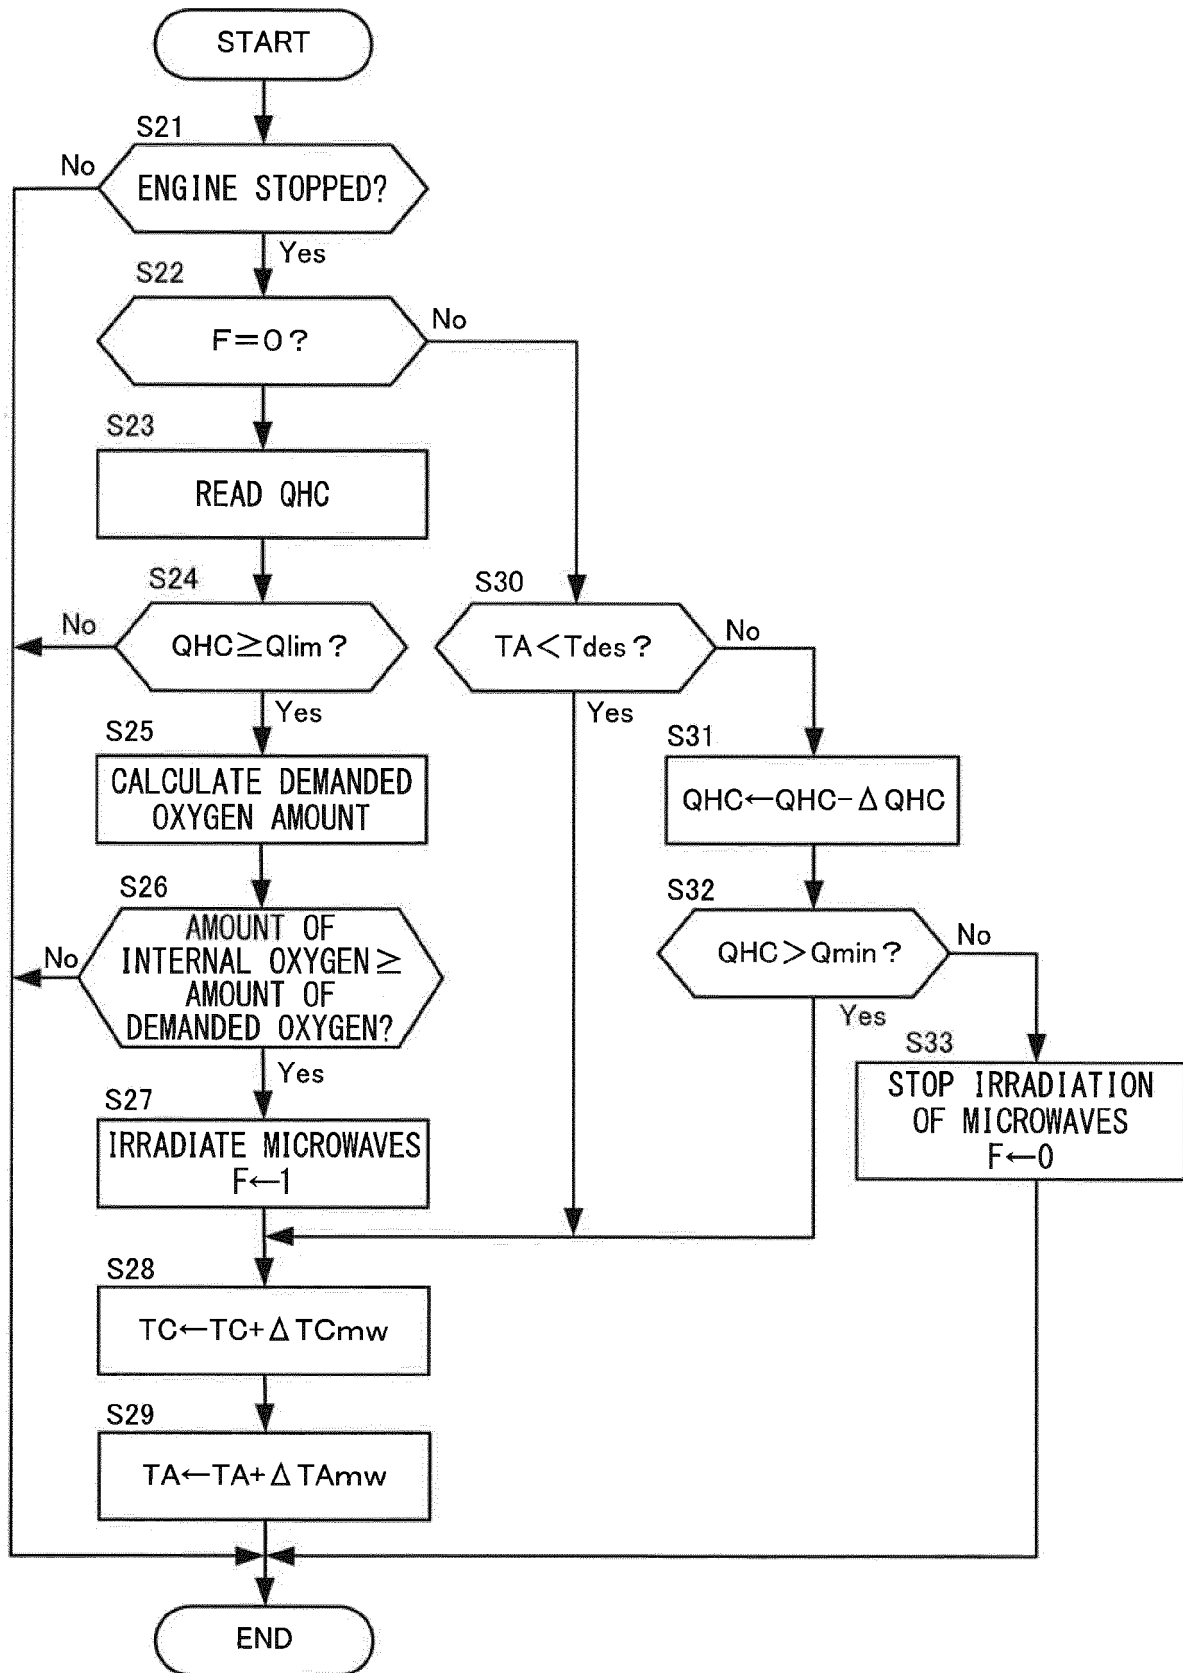 START
S21
No
ENGINE STOPPED?
Yes
S22
F=0?
No
S23
READ QHC
S24
No
QHC≥Qlim?
Yes
S30
TA<Tdes?
No
Yes
S25
CALCULATE DEMANDED
OXYGEN AMOUNT
S31
QHC←QHC-ΔQHC
S26
No
AMOUNT OF
INTERNAL OXYGEN≥
AMOUNT OF
DEMANDED OXYGEN?
Yes
S32
QHC>Qmin?
No
Yes
S33
STOP IRRADIATION
OF MICROWAVES
F←0
S27
IRRADIATE MICROWAVES
F←1
S28
TC←TC+ΔTCmw
S29
TA←TA+ΔTAmw
END